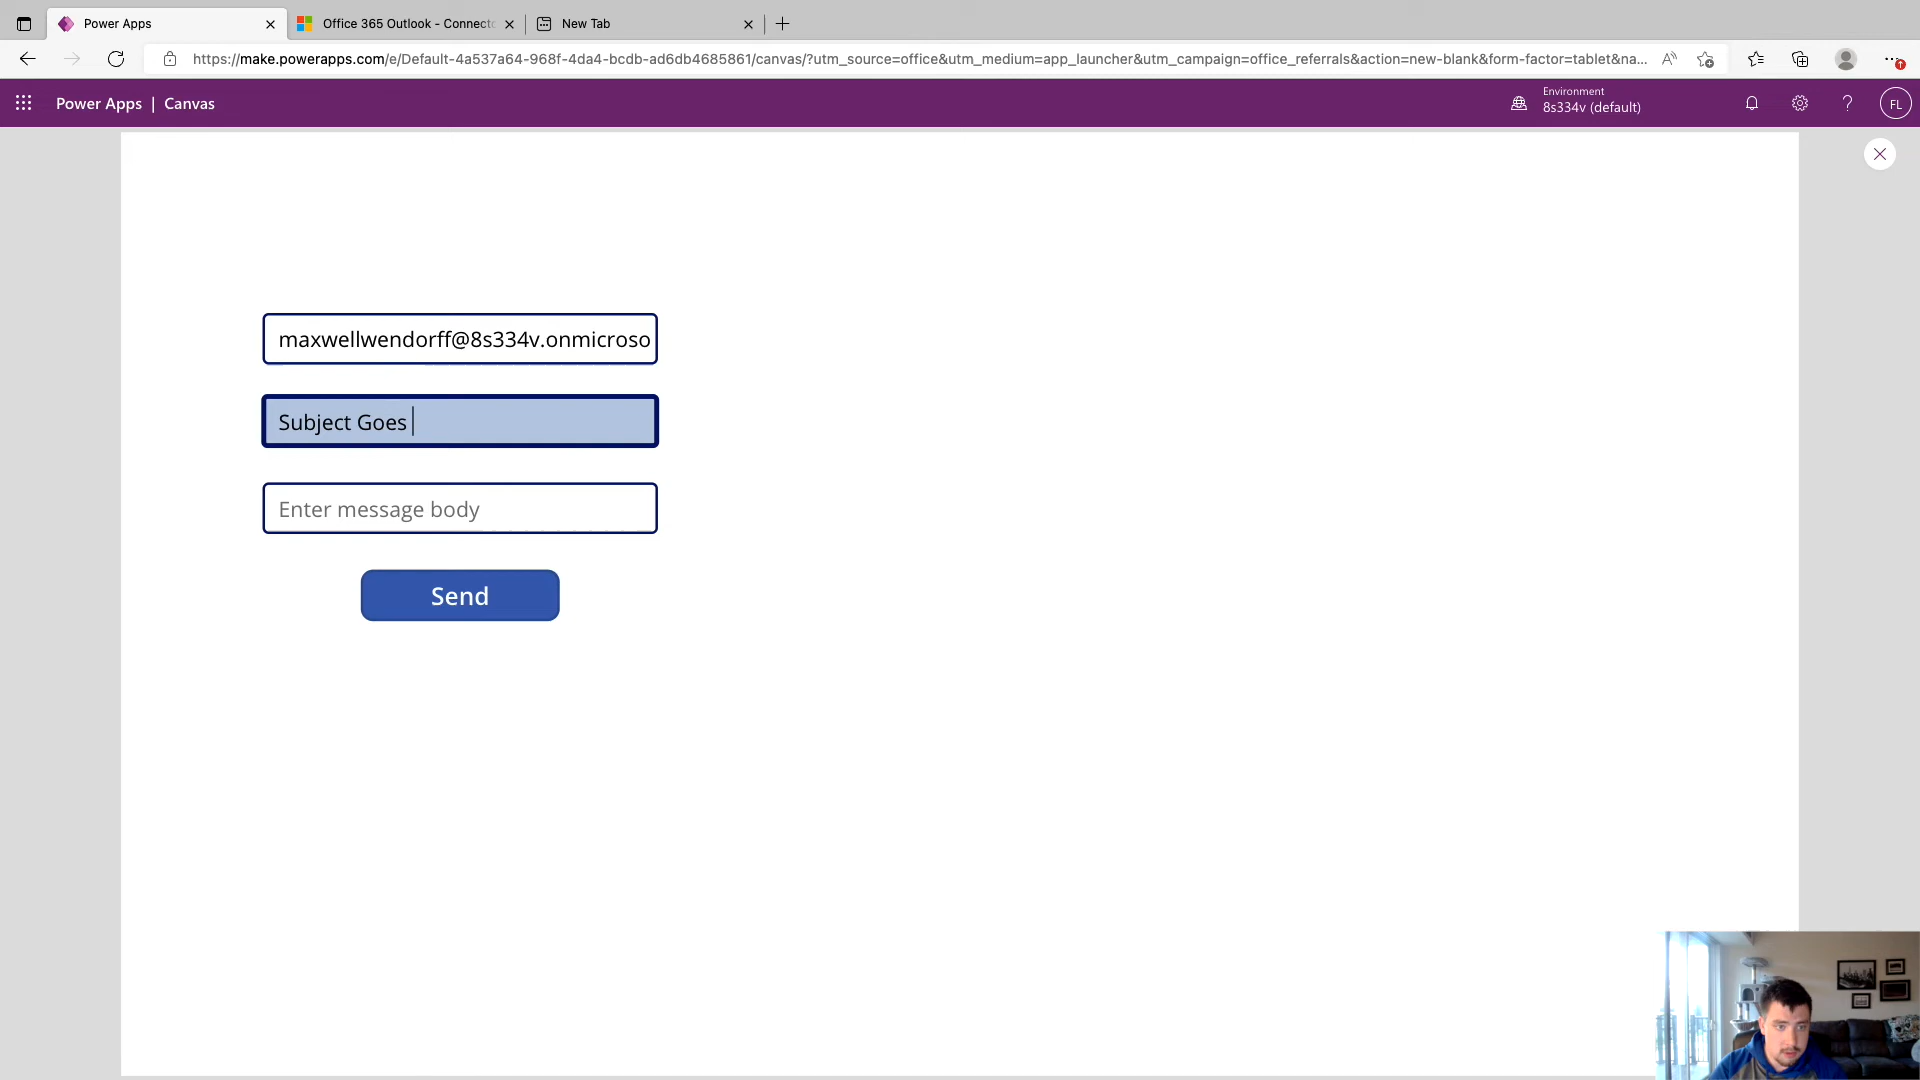 Power Apps
Office 365 Outlook - Connecto
New Tab
https://make.powerapps.com/e/Default-4a537a64-968f-4da4-bcdb-ad6db4685861/canvas/?utm_source=office&utm_medium=app_launcher&utm_campaign=office_referrals&action=new-blank&form-factor=tablet&na...
Power Apps | Canvas
Environment
8s334v (default)
?
FL
maxwellwendorff@8s334v.onmicroso
Subject Goes
Enter message body
Send